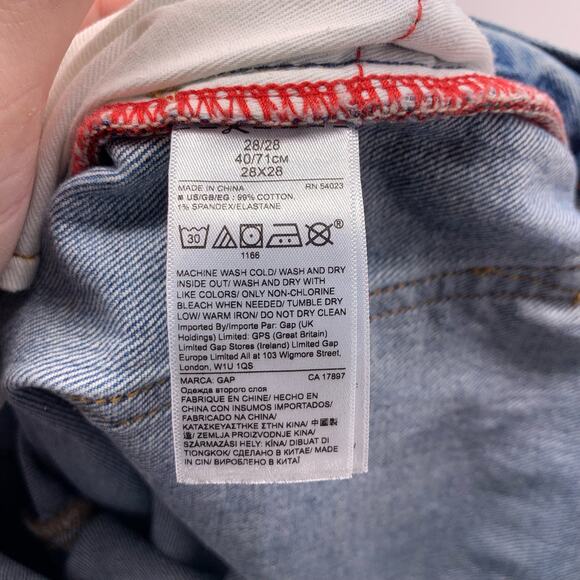 28/28
40/71CM
28X28
MADE IN CHINA RN 54023
US/GB/EG : 99% COTTON
1% SPANDEX/ELASTANE
30 ®
1166
MACHINE WASH COLD/ WASH AND DRY
INSIDE OUT/ WASH AND DRY WITH
LIKE COLORS/ ONLY NON-CHLORINE
BLEACH WHEN NEEDED/ TUMBLE DRY
LOW/ WARM IRON/ DO NOT DRY CLEAN
Imported By/Importe Par: Gap (UK
Holdings) Limited: GPS (Great Britain)
Limited Gap Stores (Ireland) Limited Gap
Europe Limited All at 103 Wigmore Street,
London, W1U 1QS
MARCA: GAP CA 17897
Одежда второго слоя
FABRIQUE EN CHINE/ HECHO EN
CHINA CON INSUMOS IMPORTADOS/
FABRICADO NA CHINA/
ΚΑΤΑΣΚΕΥΑΣΤΗΚΕ ΣΤΗΝ ΚΙΝΑ/ 中國製
造/ ZEMLJA PROIZVODNJE KINA/
SZÁRMAZÁSI HELY: KÍNA/ DIBUAT DI
TIONGKOK/ СДЕЛАНО В КИТАЕ/ MADE
IN CIN/ ВИРОБЛЕНО В КИТАЇ